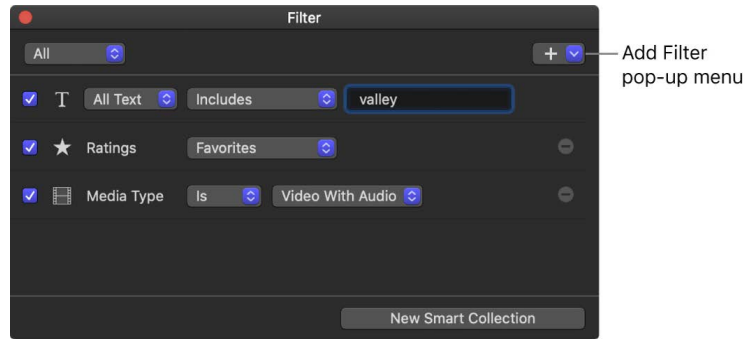 Filter
All
Add Filter
pop-up menu
T All Text Includes valley
Ratings Favorites
Media Type Is Video With Audio
New Smart Collection